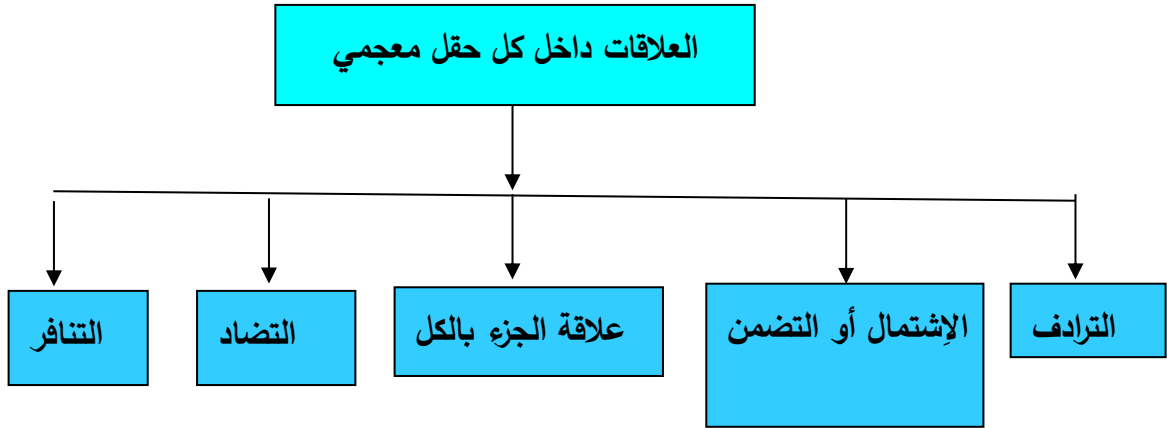 العلاقات داخل كل حقل معجمي
الترادف
الإشتمال أو التضمن
علاقة الجزء بالكل
التضاد
التنافر